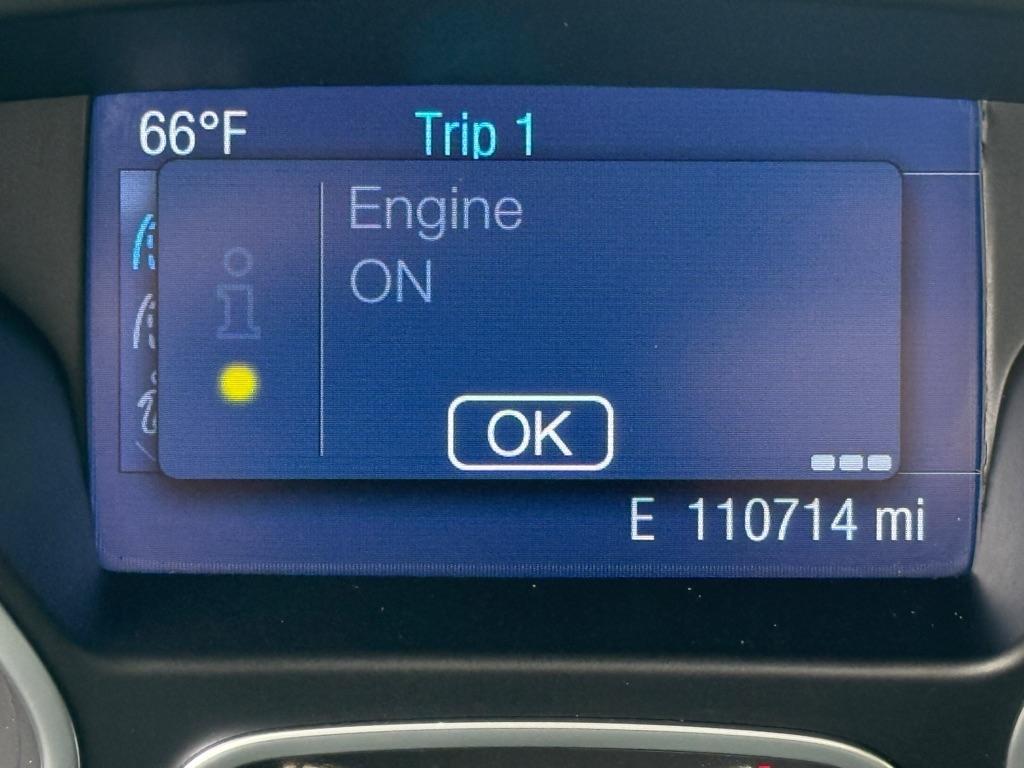 66°F Trip 1
Engine
ON
OK
E 110714 mi